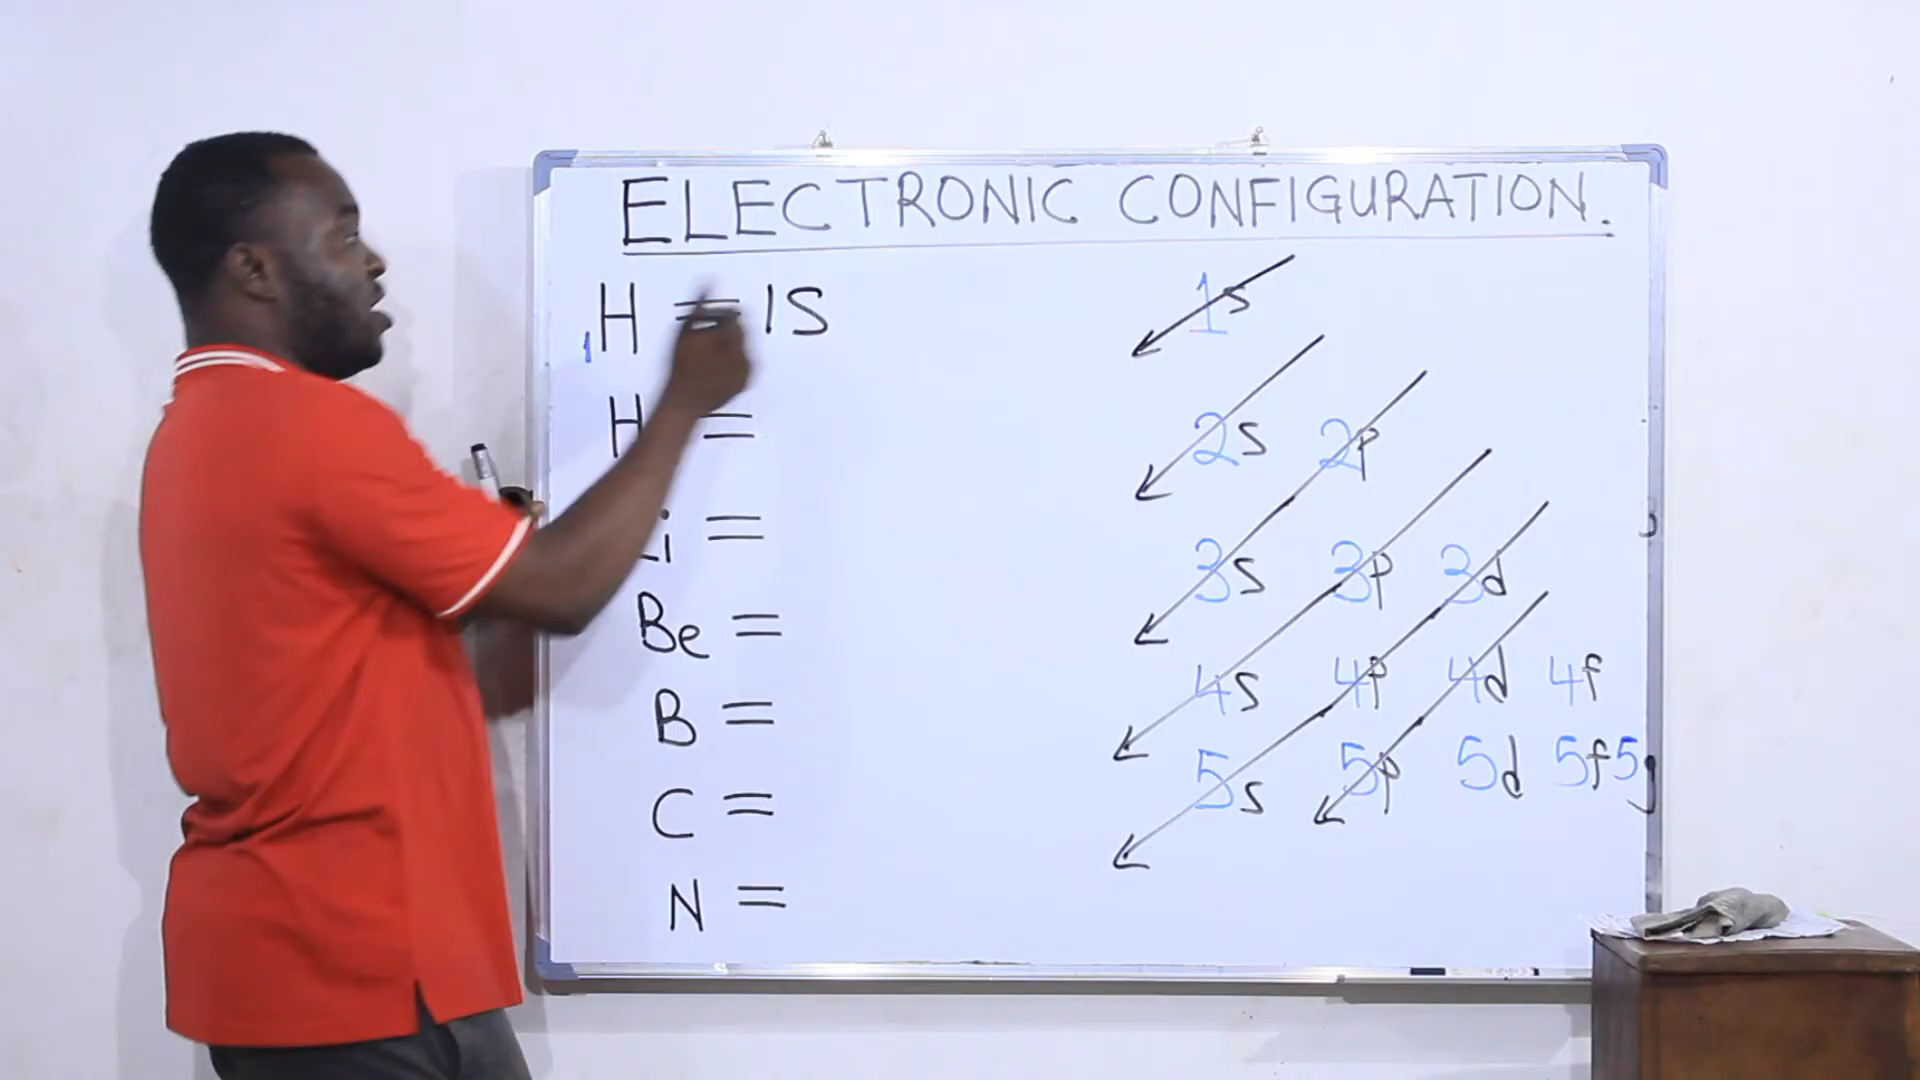 ELECTRONIC CONFIGURATION.
1H = 1S
H =
i =
Be =
B =
C =
N =
1s
2s 2p
3s 3p 3d
4s 4p 4d 4f
5s 5p 5d 5f 5g